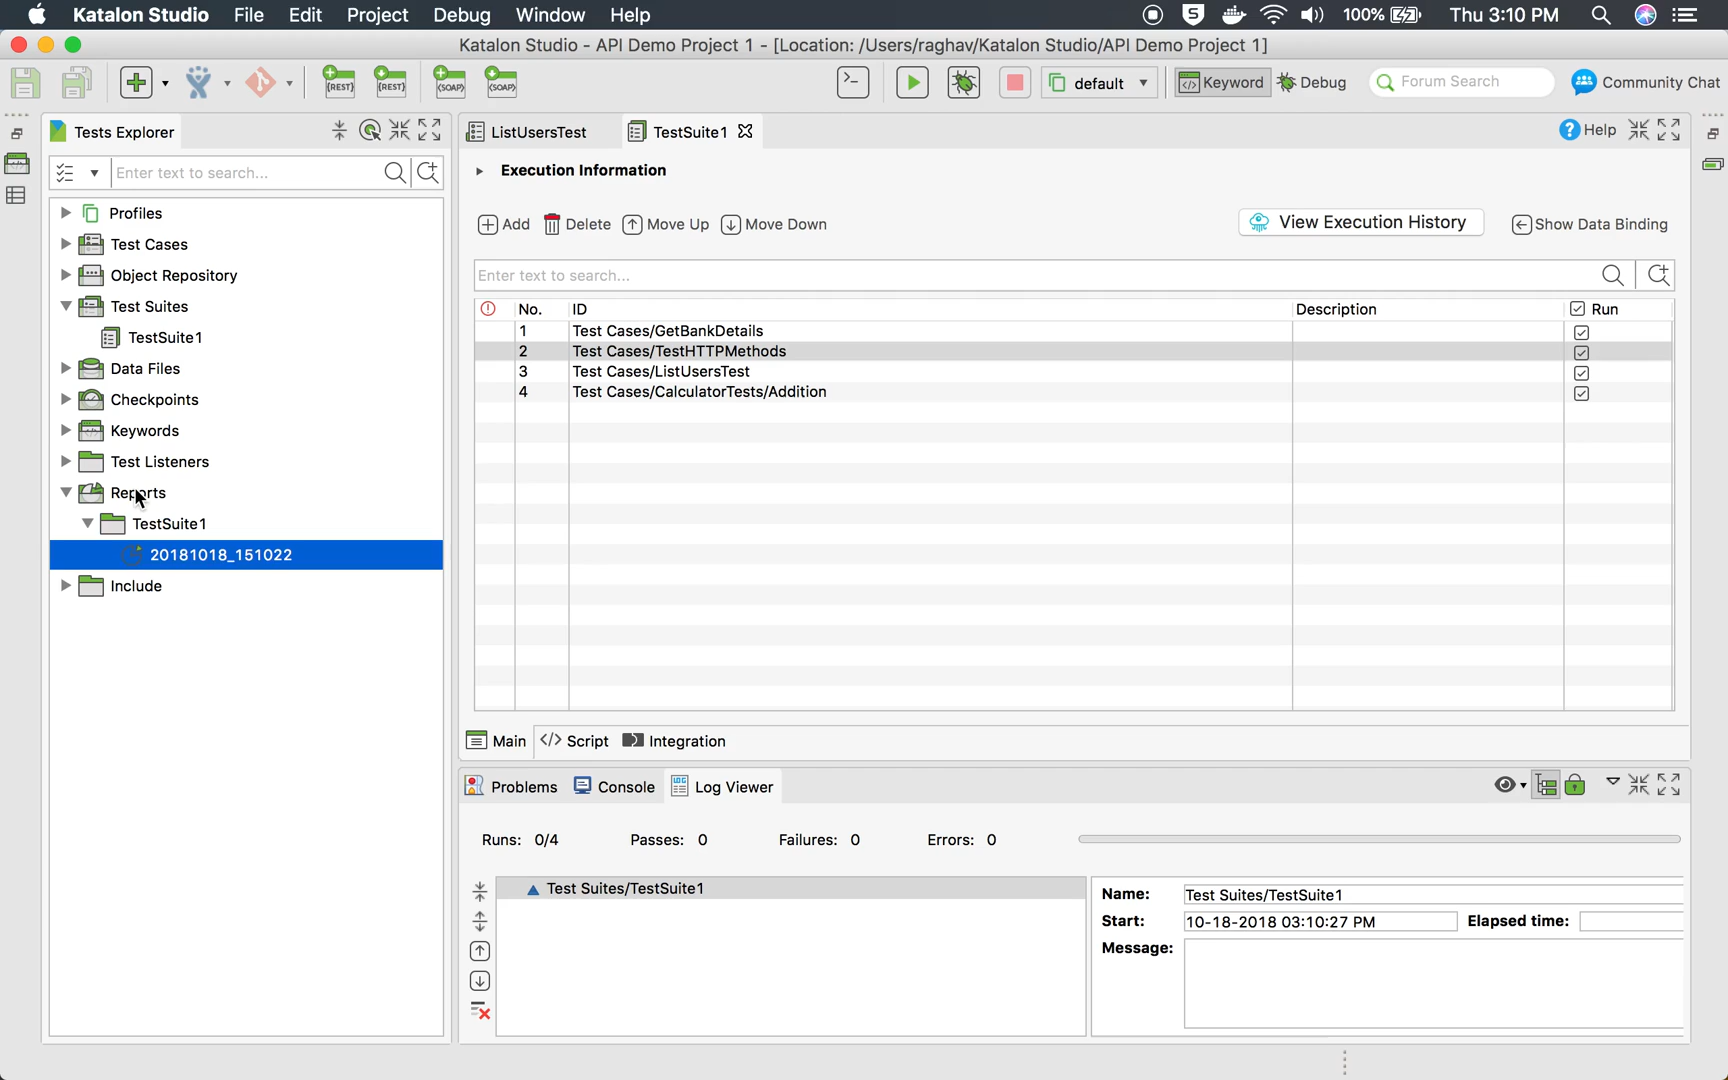 Katalon Studio File Edit Project Debug Window Help 100% Thu 3:10 PM
Katalon Studio - API Demo Project 1 - [Location: /Users/raghav/Katalon Studio/API Demo Project 1]
{REST} {REST} {SOAP} {SOAP} default Keyword Debug Forum Search Community Chat
Tests Explorer
Enter text to search...
Profiles
Test Cases
Object Repository
Test Suites
TestSuite1
Data Files
Checkpoints
Keywords
Test Listeners
Reports
TestSuite1
20181018_151022
Include
ListUsersTest TestSuite1 Help
Execution Information
Add Delete Move Up Move Down View Execution History Show Data Binding
Enter text to search...
No. ID Description Run
1 Test Cases/GetBankDetails
2 Test Cases/TestHTTPMethods
3 Test Cases/ListUsersTest
4 Test Cases/CalculatorTests/Addition
Main Script Integration
Problems Console Log Viewer
Runs: 0/4 Passes: 0 Failures: 0 Errors: 0
Test Suites/TestSuite1
Name: Test Suites/TestSuite1
Start: 10-18-2018 03:10:27 PM Elapsed time:
Message: